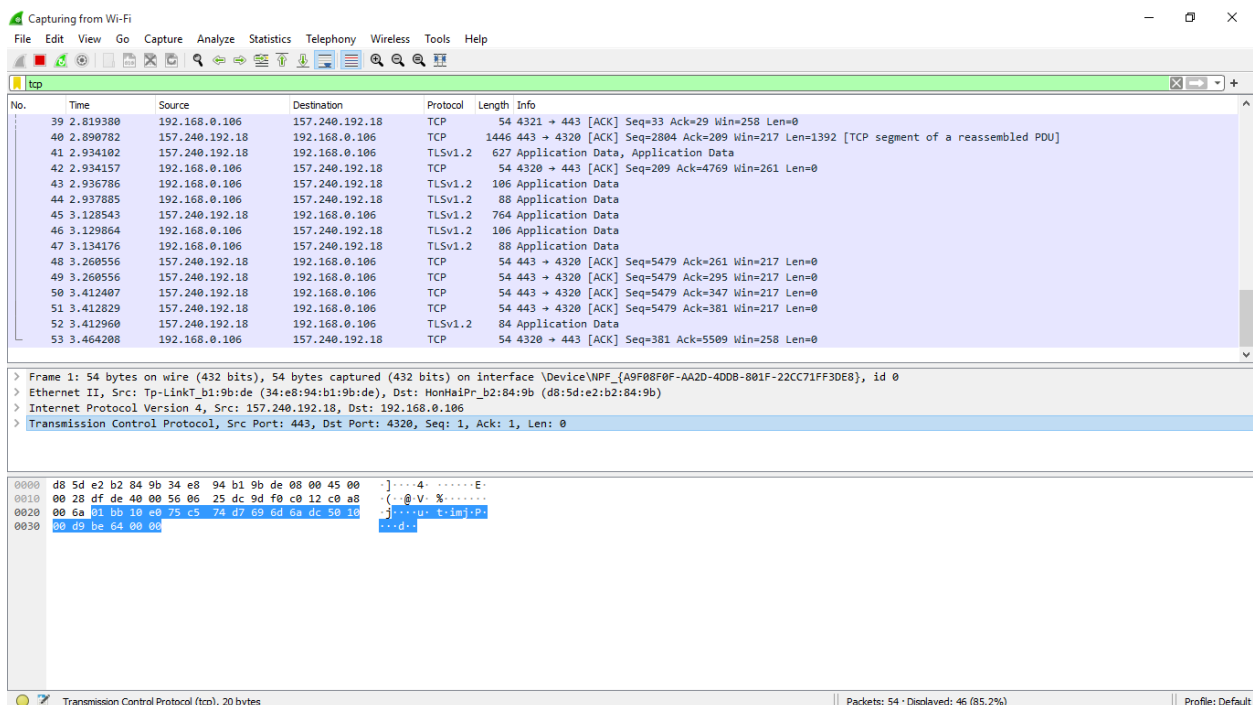 Capturing from Wi-Fi
File Edit View Go Capture Analyze Statistics Telephony Wireless Tools Help
tcp
No. Time Source Destination Protocol Length Info
39 2.819380 192.168.0.106 157.240.192.18 TCP 54 4321 → 443 [ACK] Seq=33 Ack=29 Win=258 Len=0
40 2.890782 157.240.192.18 192.168.0.106 TCP 1446 443 → 4320 [ACK] Seq=2804 Ack=209 Win=217 Len=1392 [TCP segment of a reassembled PDU]
41 2.934102 157.240.192.18 192.168.0.106 TLSv1.2 627 Application Data, Application Data
42 2.934157 192.168.0.106 157.240.192.18 TCP 54 4320 → 443 [ACK] Seq=209 Ack=4769 Win=261 Len=0
43 2.936786 192.168.0.106 157.240.192.18 TLSv1.2 106 Application Data
44 2.937885 192.168.0.106 157.240.192.18 TLSv1.2 88 Application Data
45 3.128543 157.240.192.18 192.168.0.106 TLSv1.2 764 Application Data
46 3.129864 192.168.0.106 157.240.192.18 TLSv1.2 106 Application Data
47 3.134176 192.168.0.106 157.240.192.18 TLSv1.2 88 Application Data
48 3.260556 157.240.192.18 192.168.0.106 TCP 54 443 → 4320 [ACK] Seq=5479 Ack=261 Win=217 Len=0
49 3.260556 157.240.192.18 192.168.0.106 TCP 54 443 → 4320 [ACK] Seq=5479 Ack=295 Win=217 Len=0
50 3.412407 157.240.192.18 192.168.0.106 TCP 54 443 → 4320 [ACK] Seq=5479 Ack=347 Win=217 Len=0
51 3.412829 157.240.192.18 192.168.0.106 TCP 54 443 → 4320 [ACK] Seq=5479 Ack=381 Win=217 Len=0
52 3.412960 157.240.192.18 192.168.0.106 TLSv1.2 84 Application Data
53 3.464208 192.168.0.106 157.240.192.18 TCP 54 4320 → 443 [ACK] Seq=381 Ack=5509 Win=258 Len=0
> Frame 1: 54 bytes on wire (432 bits), 54 bytes captured (432 bits) on interface \Device\NPF_{A9F08F0F-AA2D-4DDB-801F-22CC71FF3DE8}, id 0
> Ethernet II, Src: Tp-LinkT_b1:9b:de (34:e8:94:b1:9b:de), Dst: HonHaiPr_b2:84:9b (d8:5d:e2:b2:84:9b)
> Internet Protocol Version 4, Src: 157.240.192.18, Dst: 192.168.0.106
> Transmission Control Protocol, Src Port: 443, Dst Port: 4320, Seq: 1, Ack: 1, Len: 0
0000 d8 5d e2 b2 84 9b 34 e8 94 b1 9b de 08 00 45 00 ·]····4· ······E·
0010 00 28 df de 40 00 56 06 25 dc 9d f0 c0 12 c0 a8 ·(··@·V· %·······
0020 00 6a 01 bb 10 e0 75 c5 74 d7 69 6d 6a dc 50 10 ·j····u· t·imj·P·
0030 00 d9 be 64 00 00 ···d··
Transmission Control Protocol (tcp), 20 bytes Packets: 54 · Displayed: 46 (85.2%) Profile: Default